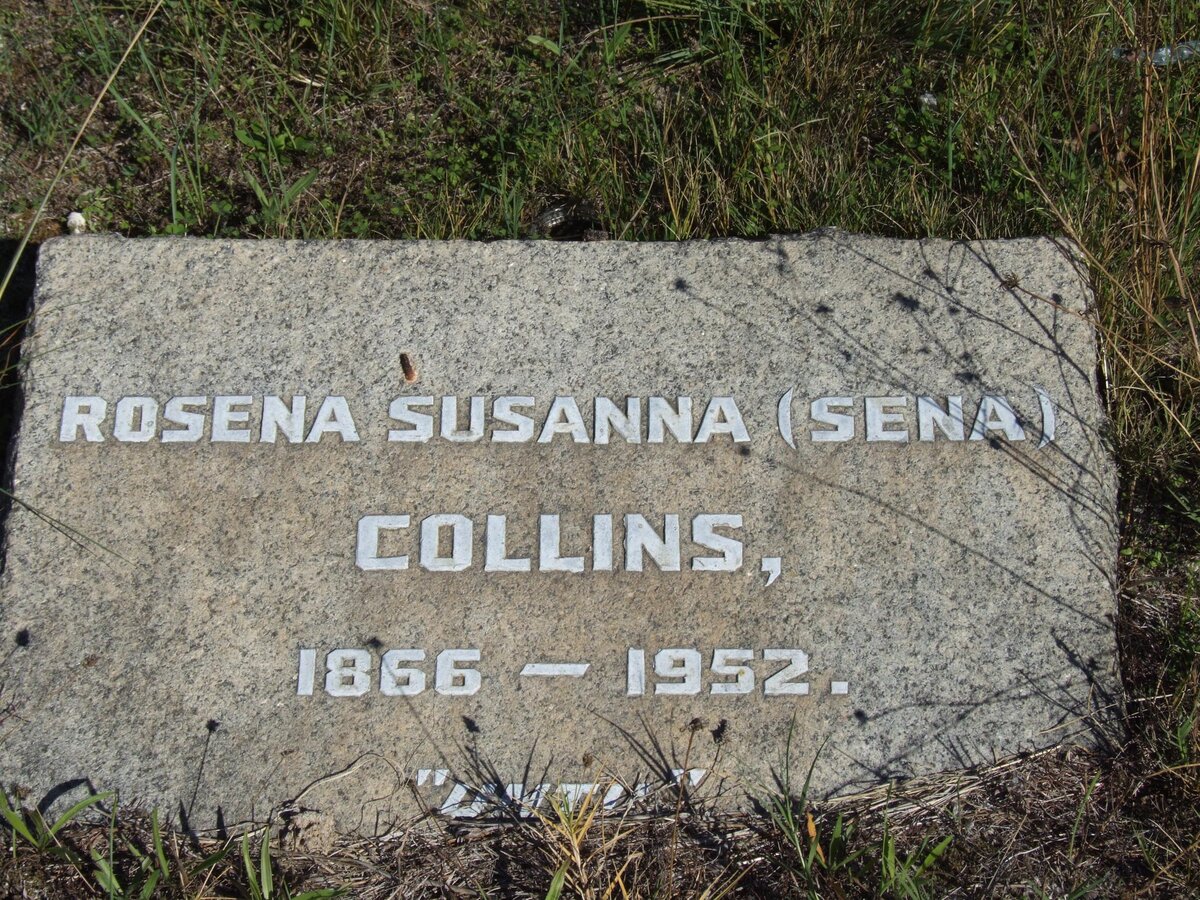 ROSENA SUSANNA (SENA)
COLLINS,
1866 – 1952.